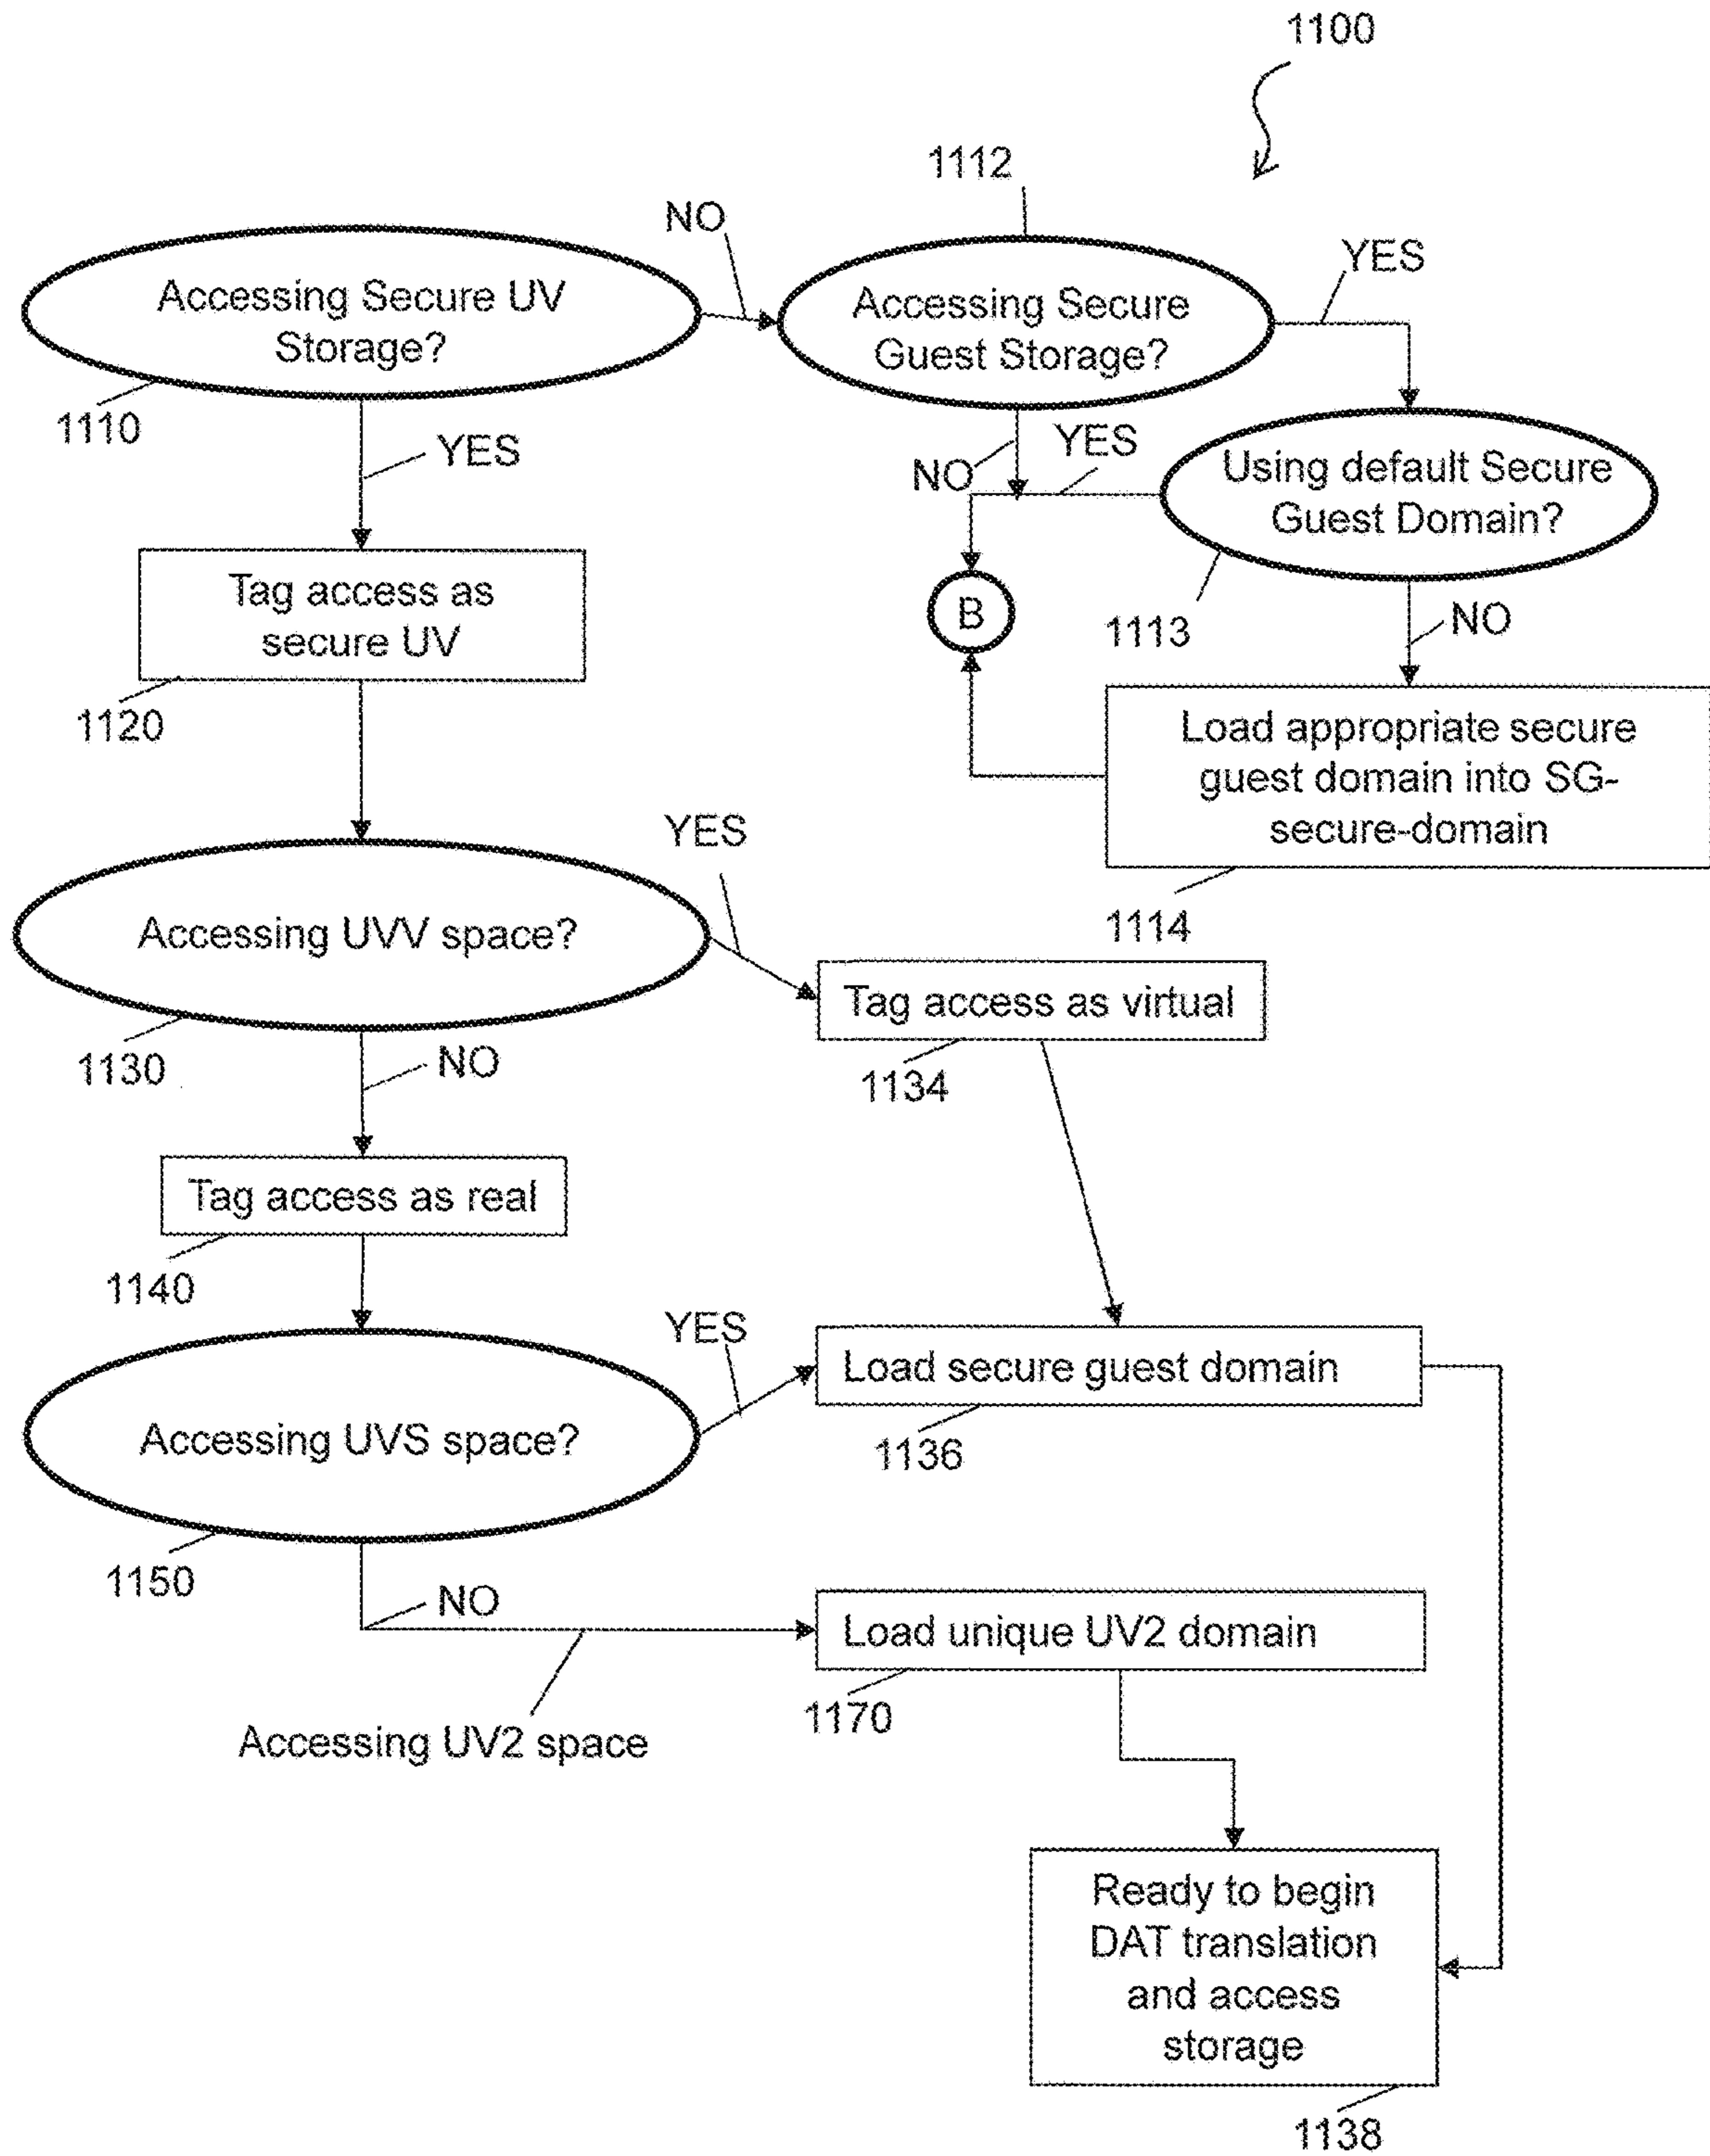 1100
1112
NO
YES
Accessing Secure UV
Storage?
Accessing Secure
Guest Storage?
1110
YES
NO
YES
Using default Secure
Guest Domain?
Tag access as
secure UV
B
1113
NO
1120
Load appropriate secure
guest domain into SG-
secure-domain
YES
1114
Accessing UVV space?
Tag access as virtual
1130
NO
1134
Tag access as real
1140
YES
Load secure guest domain
Accessing UVS space?
1136
1150
NO
Load unique UV2 domain
1170
Accessing UV2 space
Ready to begin
DAT translation
and access
storage
1138